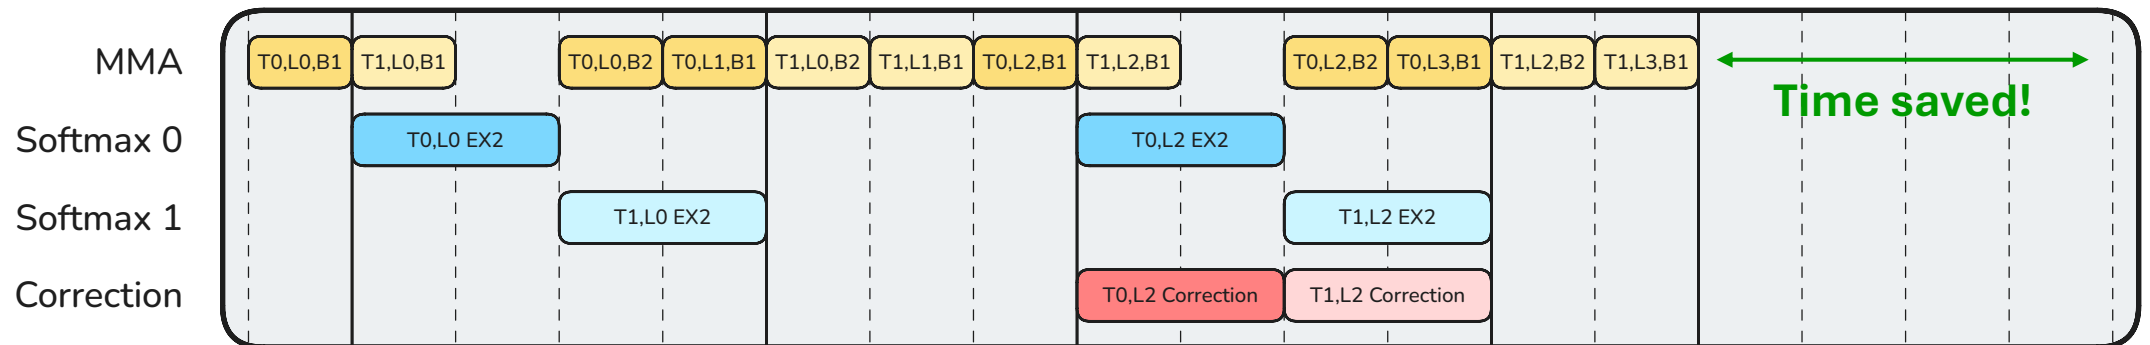 MMA
T0,L0,B1
T1,L0,B1
T0,L0,B2
T0,L1,B1
T1,L0,B2
T1,L1,B1
T0,L2,B1
T1,L2,B1
T0,L2,B2
T0,L3,B1
T1,L2,B2
T1,L3,B1
Time saved!
Softmax 0
T0,L0 EX2
T0,L2 EX2
Softmax 1
T1,L0 EX2
T1,L2 EX2
Correction
T0,L2 Correction
T1,L2 Correction